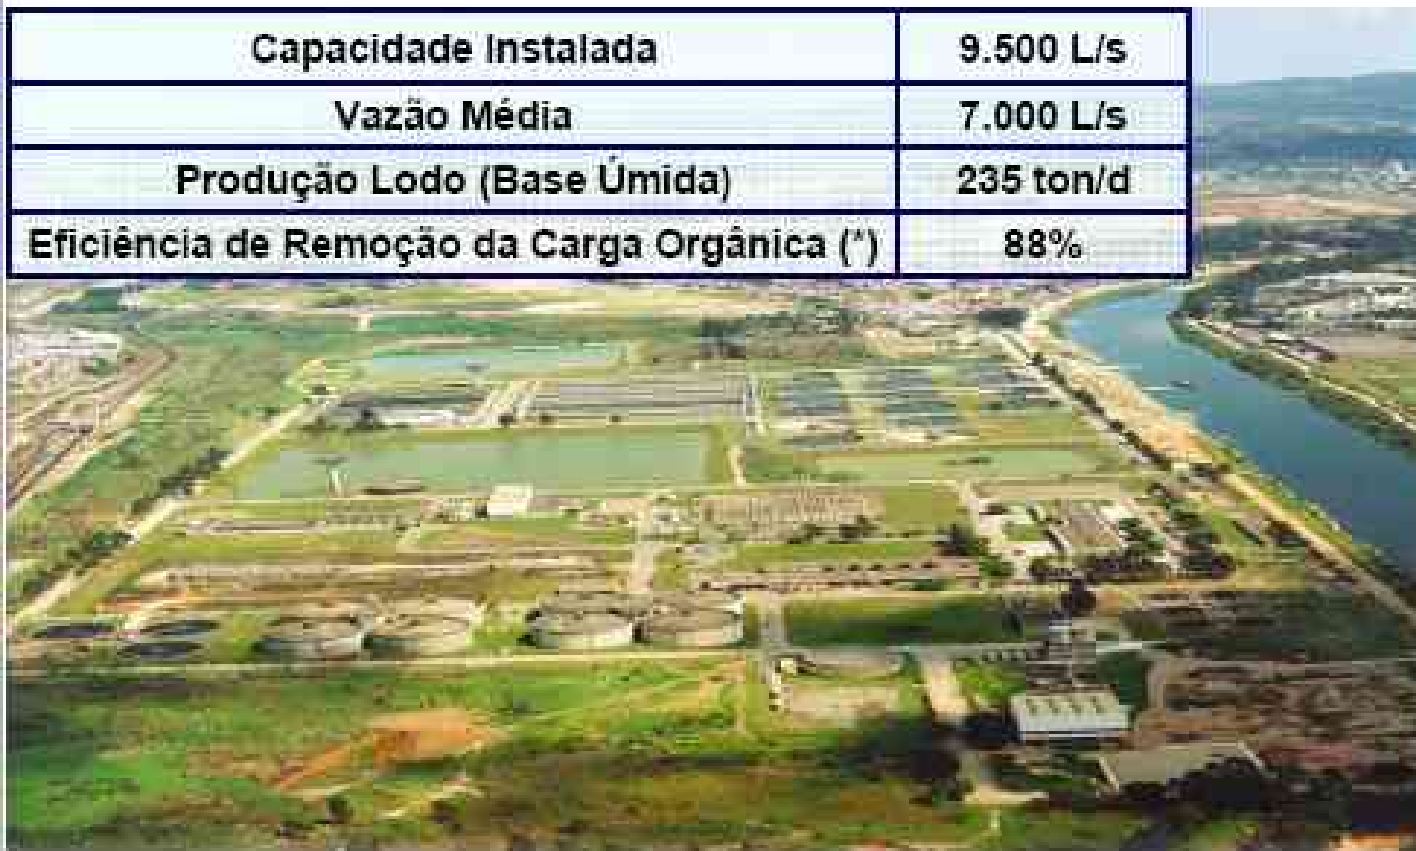 Capacidade Instalada 9.500 L/s
Vazão Média 7.000 L/s
Produção Lodo (Base Úmida) 235 ton/d
Eficiência de Remoção da Carga Orgânica (*) 88%